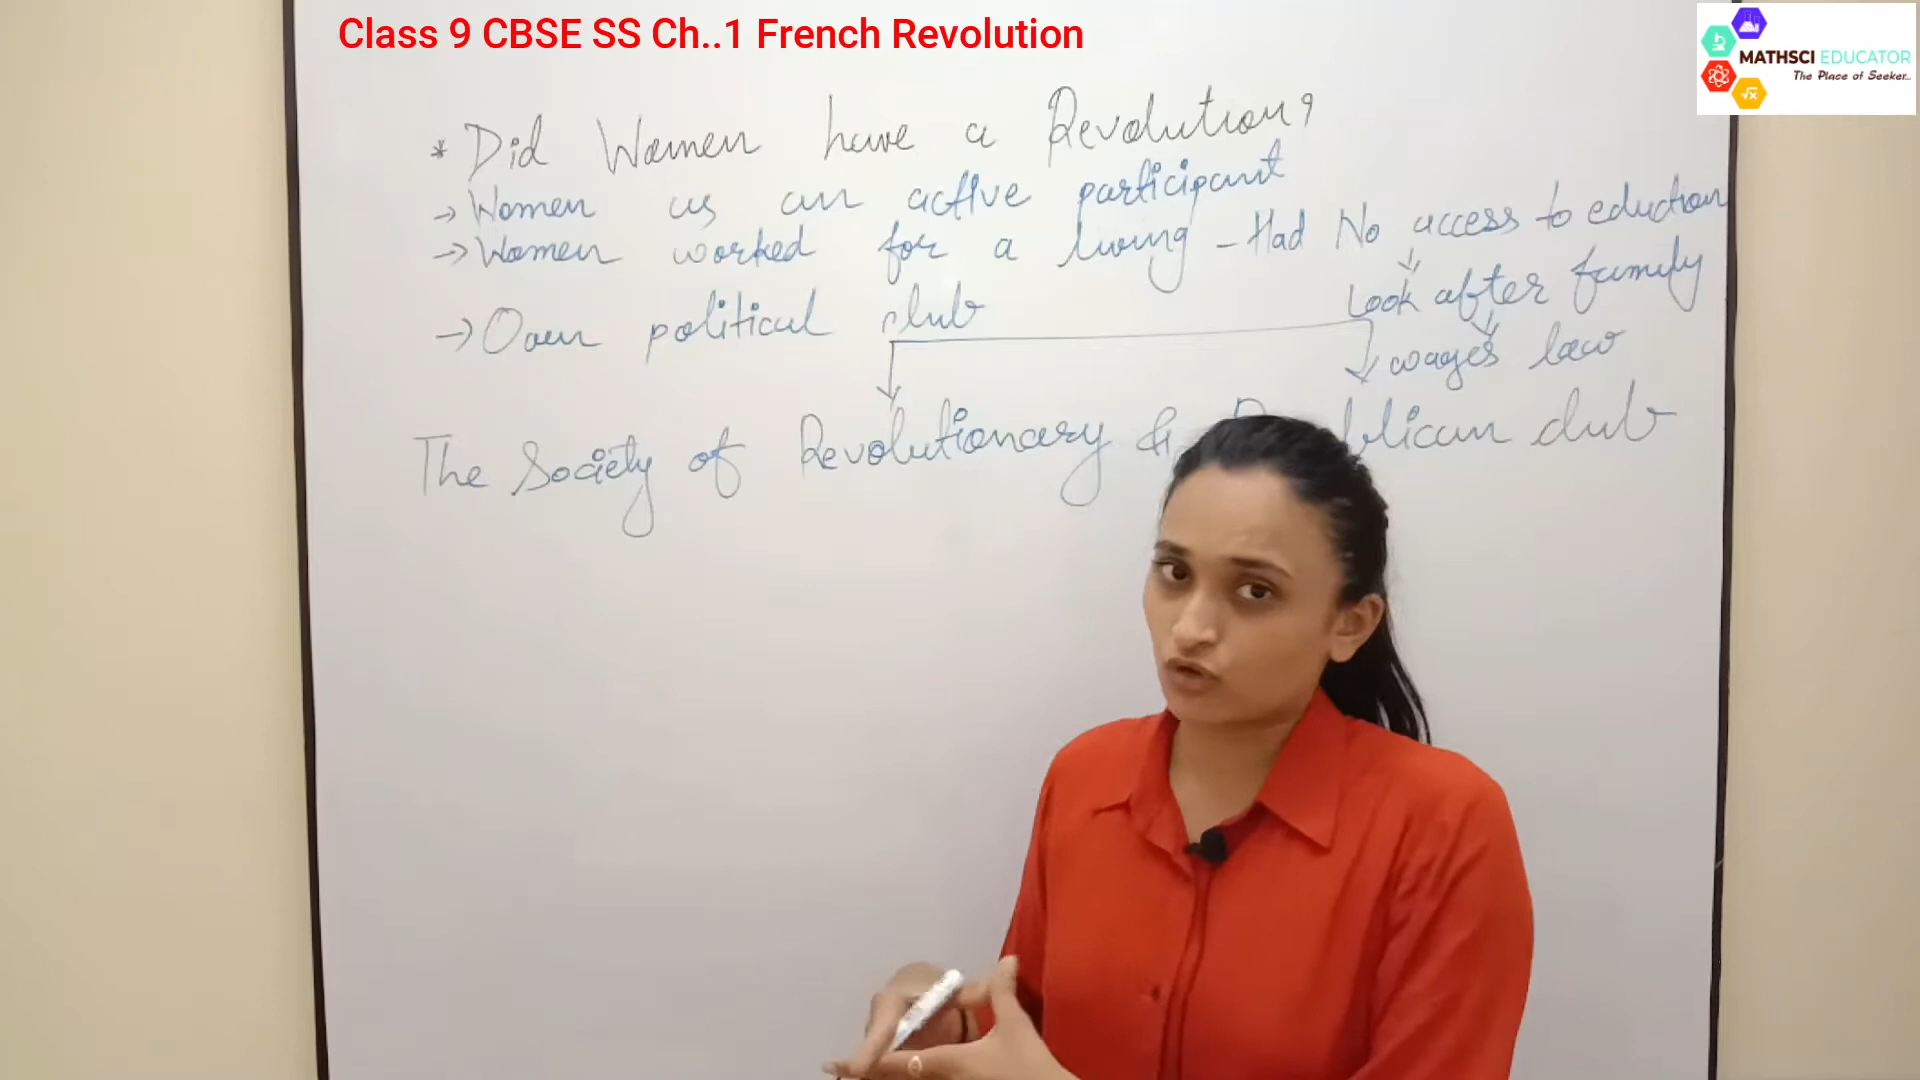 Class 9 CBSE SS Ch..1 French Revolution
MATHSCI EDUCATOR
The Place of Seeker...
√x
* Did Women have a Revolution?
→ Women as an active participant
→ Women worked for a living - Had No access to eduction
↓
Look after family
↓
wages law
→ Own political club
The Society of Revolutionary & club